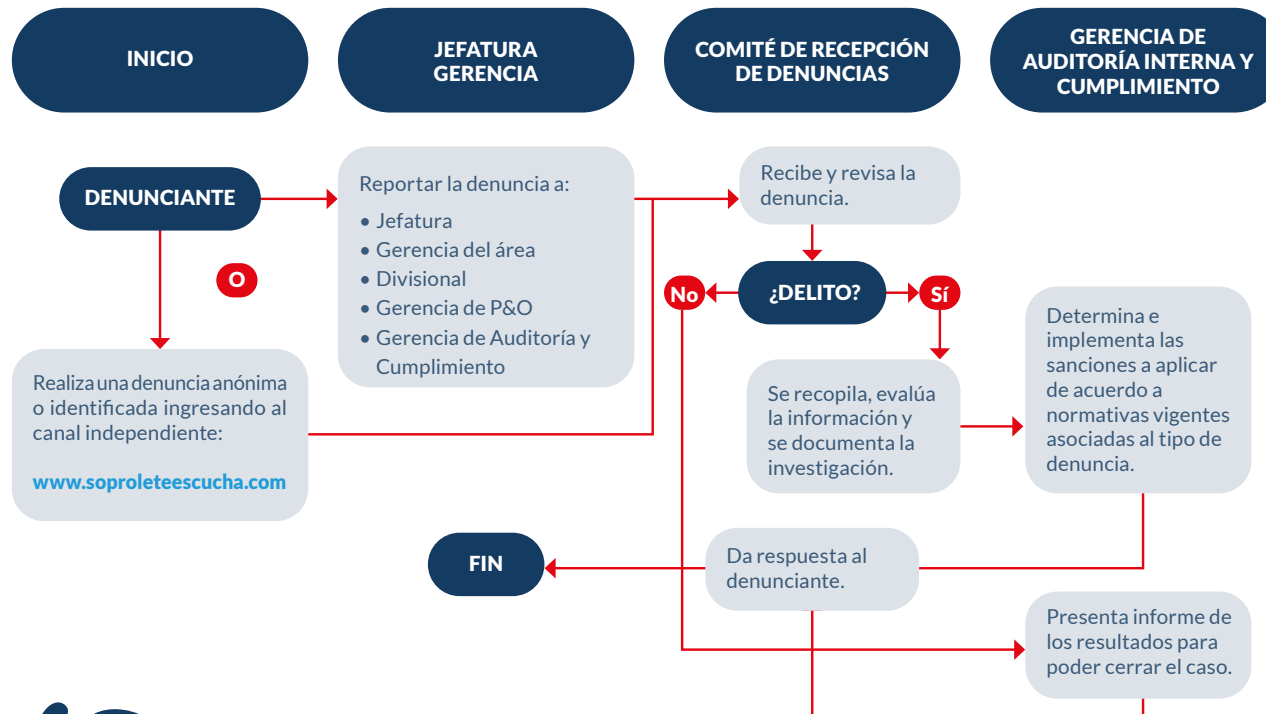 INICIO
JEFATURA
GERENCIA
COMITÉ DE RECEPCIÓN
DE DENUNCIAS
GERENCIA DE
AUDITORÍA INTERNA Y
CUMPLIMIENTO
DENUNCIANTE
O
Realiza una denuncia anónima
o identificada ingresando al
canal independiente:
www.soproleteescucha.com
Reportar la denuncia a:
• Jefatura
• Gerencia del área
• Divisional
• Gerencia de P&O
• Gerencia de Auditoría y
Cumplimiento
Recibe y revisa la
denuncia.
No
¿DELITO?
Sí
Se recopila, evalúa
la información y
se documenta la
investigación.
Determina e
implementa las
sanciones a aplicar
de acuerdo a
normativas vigentes
asociadas al tipo de
denuncia.
FIN
Da respuesta al
denunciante.
Presenta informe de
los resultados para
poder cerrar el caso.